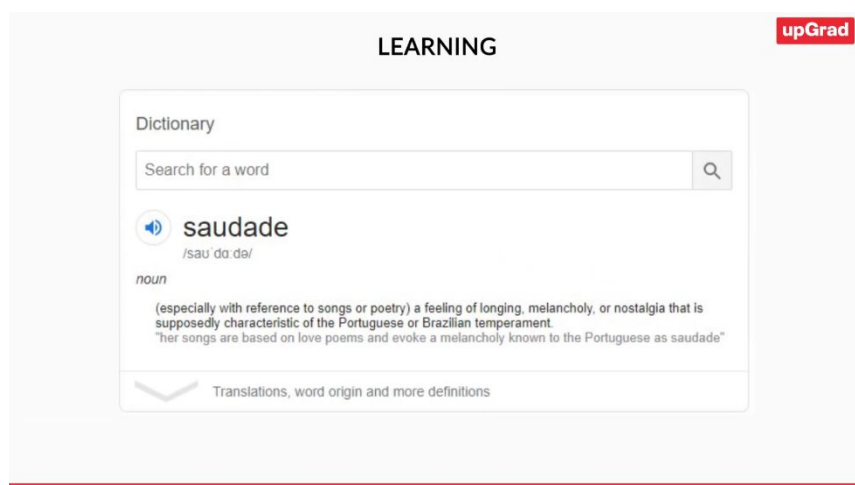 upGrad
LEARNING
Dictionary
Search for a word
saudade
/saʊˈdɑːdə/
noun
(especially with reference to songs or poetry) a feeling of longing, melancholy, or nostalgia that is
supposedly characteristic of the Portuguese or Brazilian temperament.
"her songs are based on love poems and evoke a melancholy known to the Portuguese as saudade"
Translations, word origin and more definitions